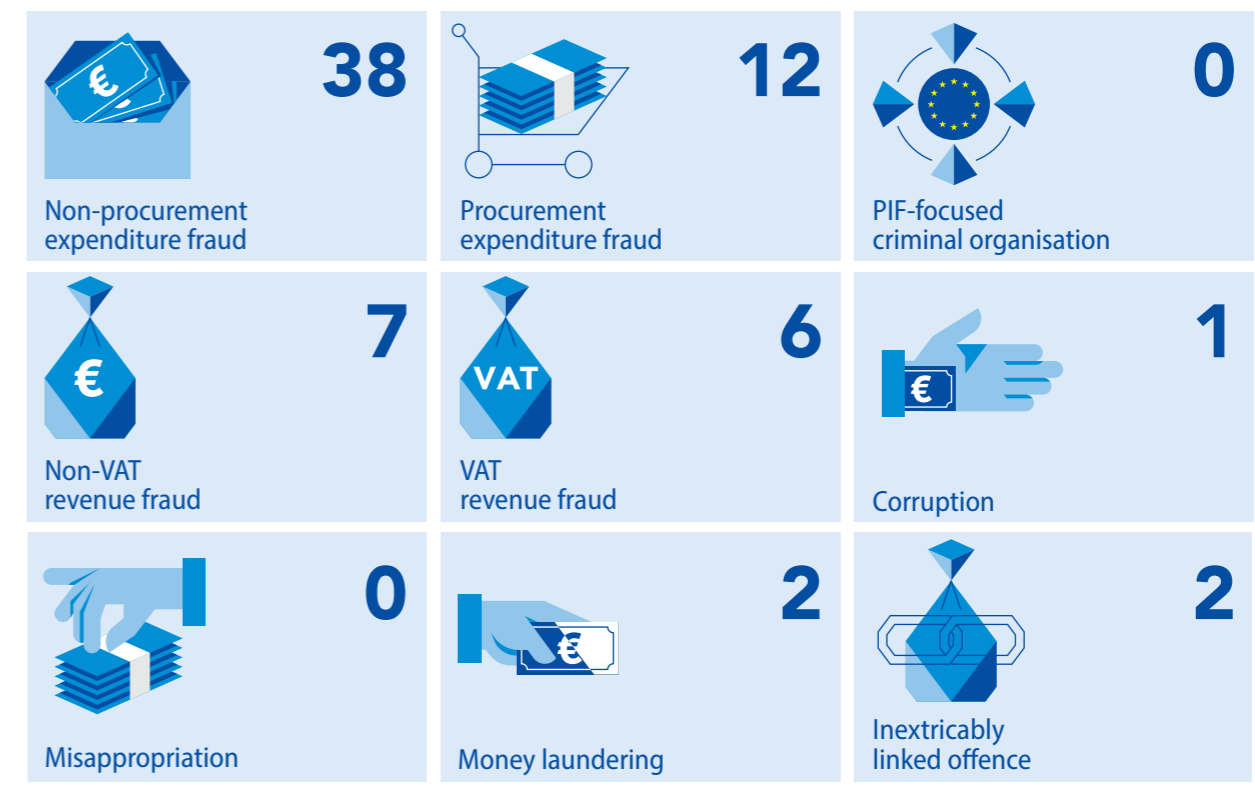 38
€
Non-procurement
expenditure fraud
12
Procurement
expenditure fraud
0
PIF-focused
criminal organisation
7
€
Non-VAT
revenue fraud
6
VAT
VAT
revenue fraud
1
€
Corruption
0
Misappropriation
2
€
Money laundering
2
Inextricably
linked offence